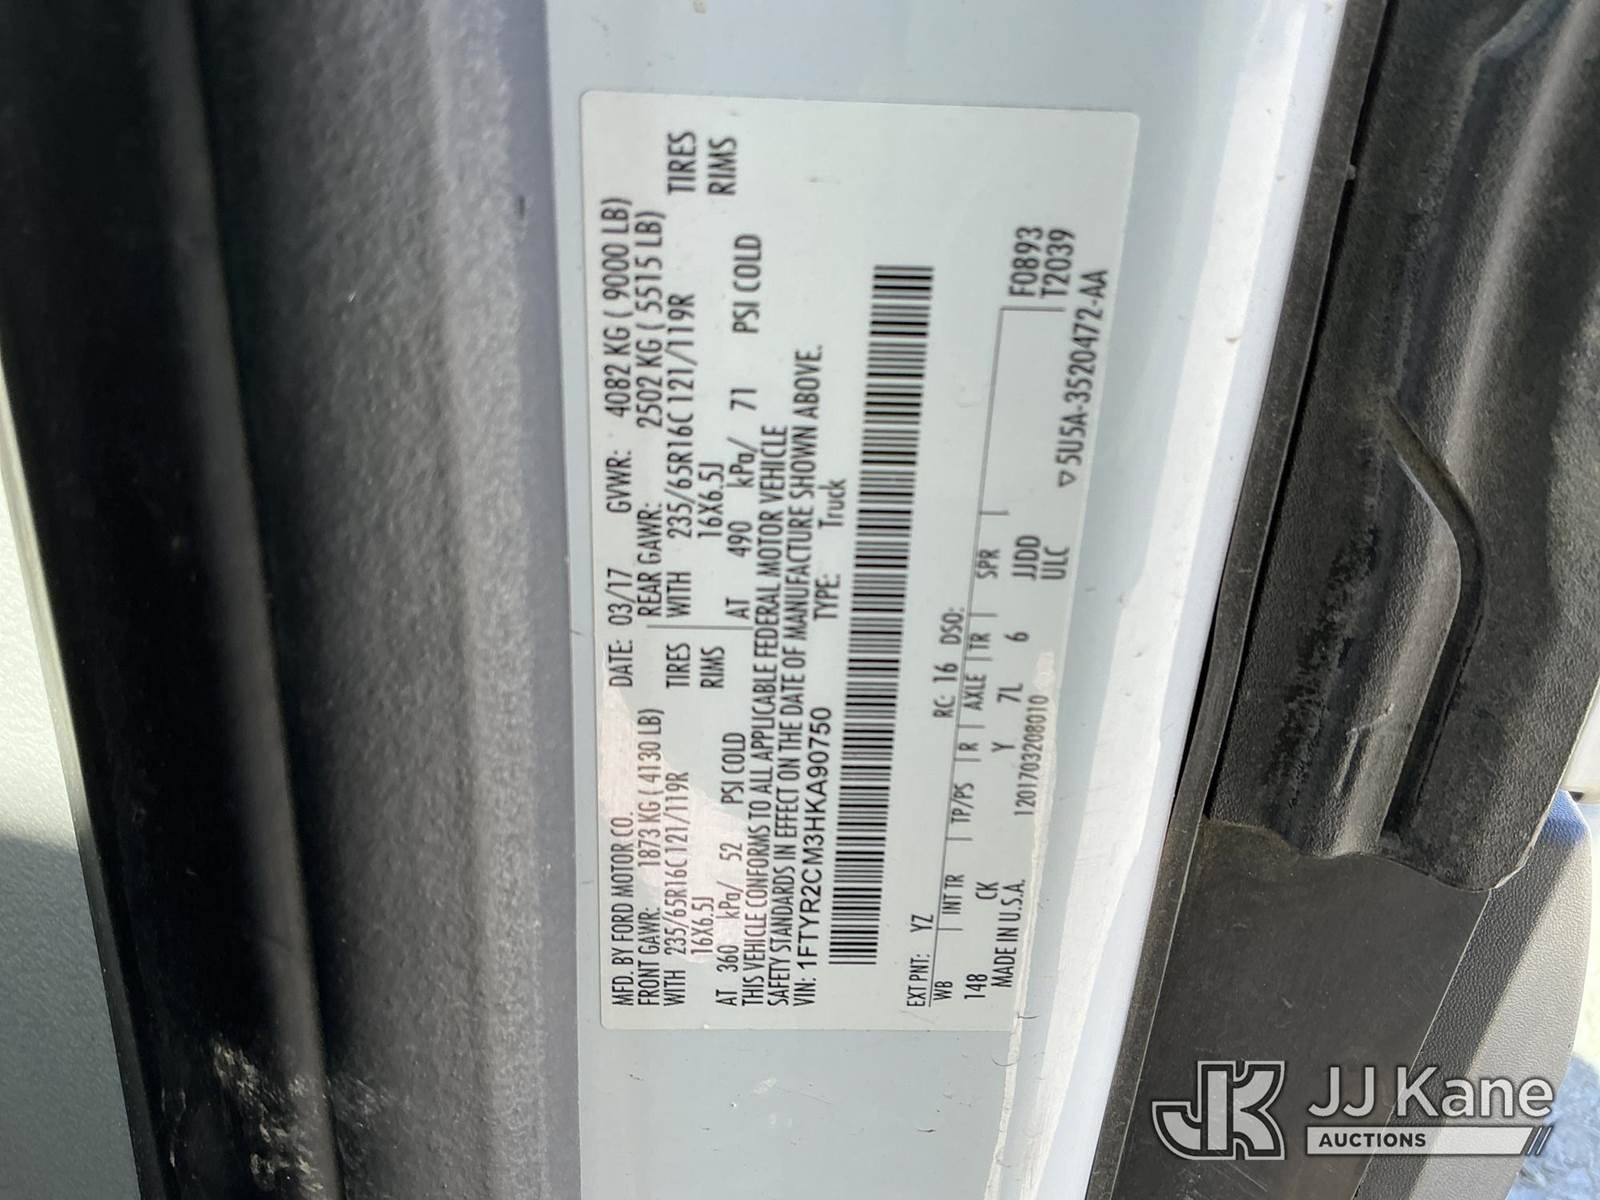 MFD. BY FORD MOTOR CO. DATE: 03/17 GVWR: 4082 KG ( 9000 LB)
FRONT GAWR: 1873 KG ( 4130 LB) REAR GAWR: 2502 KG ( 5515 LB)
WITH 235/65R16C 121/119R TIRES WITH 235/65R16C 121/119R TIRES
16X6.5J RIMS 16X6.5J RIMS
AT 360 kPa/ 52 PSI COLD AT 490 kPa/ 71 PSI COLD
THIS VEHICLE CONFORMS TO ALL APPLICABLE FEDERAL MOTOR VEHICLE
SAFETY STANDARDS IN EFFECT ON THE DATE OF MANUFACTURE SHOWN ABOVE.
VIN: 1FTYR2CM3HKA90750 TYPE: Truck
EXT PNT: YZ RC: 16 DSO:
WB INT TR TP/PS R AXLE TR SPR F0893
148 CK Y 7L 6 JJDD T2039
MADE IN U.S.A. 1201703208010 ULC ▽ 5U5A-3520472-AA
JK JJ Kane
AUCTIONS